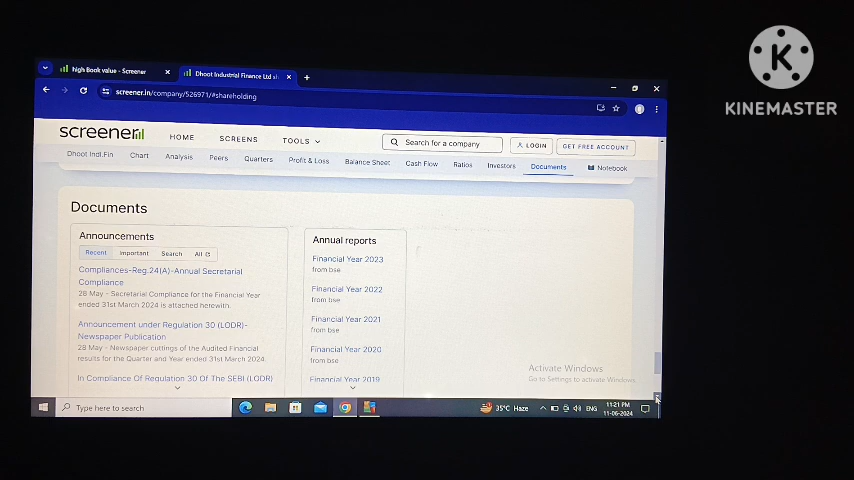 high Book value - Screener
Dhoot Industrial Finance Ltd sh
screener.in/company/526971/#shareholding
KINEMASTER
screener
HOME
SCREENS
TOOLS
Search for a company
LOGIN
GET FREE ACCOUNT
Dhoot Indl.Fin
Chart
Analysis
Peers
Quarters
Profit & Loss
Balance Sheet
Cash Flow
Ratios
Investors
Documents
Notebook
Documents
Announcements
Recent
Important
Search
All
Compliances-Reg.24(A)-Annual Secretarial
Compliance
28 May - Secretarial Compliance for the Financial Year
ended 31st March 2024 is attached herewith.
Announcement under Regulation 30 (LODR)-
Newspaper Publication
28 May - Newspaper cuttings of the Audited Financial
results for the Quarter and Year ended 31st March 2024.
In Compliance Of Regulation 30 Of The SEBI (LODR)
Annual reports
Financial Year 2023
from bse
Financial Year 2022
from bse
Financial Year 2021
from bse
Financial Year 2020
from bse
Financial Year 2019
Activate Windows
Go to Settings to activate Windows.
Type here to search
35°C Haze
ENG
11:21 PM
11-06-2024